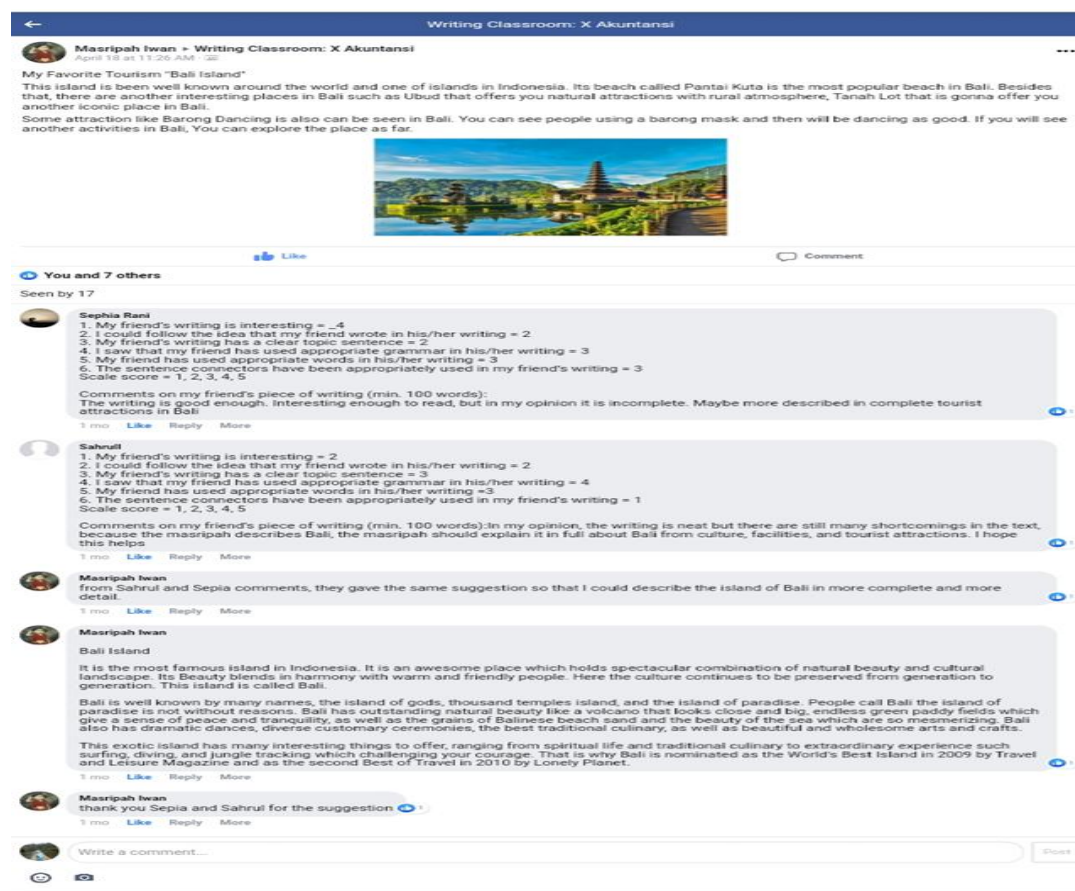 Writing Classroom: X Akuntansi
Masripah Iwan ▸ Writing Classroom: X Akuntansi
April 18 at 11:26 AM
My Favorite Tourism "Bali Island"
This island is been well known around the world and one of islands in Indonesia. Its beach called Pantai Kuta is the most popular beach in Bali. Besides
that, there are another interesting places in Bali such as Ubud that offers you natural attractions with rural atmosphere, Tanah Lot that is gonna offer you
another iconic place in Bali.
Some attraction like Barong Dancing is also can be seen in Bali. You can see people using a barong mask and then will be dancing as good. If you will see
another activities in Bali, You can explore the place as far.
Like
Comment
You and 7 others
Seen by 17
Sephia Rani
1. My friend's writing is interesting = _4
2. I could follow the idea that my friend wrote in his/her writing = 2
3. My friend's writing has a clear topic sentence = 2
4. I saw that my friend has used appropriate grammar in his/her writing = 3
5. My friend has used appropriate words in his/her writing = 3
6. The sentence connectors have been appropriately used in my friend's writing = 3
Scale score = 1, 2, 3, 4, 5
Comments on my friend's piece of writing (min. 100 words):
The writing is good enough. Interesting enough to read, but in my opinion it is incomplete. Maybe more described in complete tourist
attractions in Bali
1 mo Like Reply More
Sahrull
1. My friend's writing is interesting = 2
2. I could follow the idea that my friend wrote in his/her writing = 2
3. My friend's writing has a clear topic sentence = 3
4. I saw that my friend has used appropriate grammar in his/her writing = 4
5. My friend has used appropriate words in his/her writing =3
6. The sentence connectors have been appropriately used in my friend's writing = 1
Scale score = 1, 2, 3, 4, 5
Comments on my friend's piece of writing (min. 100 words):In my opinion, the writing is neat but there are still many shortcomings in the text,
because the masripah describes Bali, the masripah should explain it in full about Bali from culture, facilities, and tourist attractions. I hope
this helps
1 mo Like Reply More
Masripah Iwan
from Sahrul and Sepia comments, they gave the same suggestion so that I could describe the island of Bali in more complete and more
detail.
1 mo Like Reply More
Masripah Iwan
Bali Island
It is the most famous island in Indonesia. It is an awesome place which holds spectacular combination of natural beauty and cultural
landscape. Its Beauty blends in harmony with warm and friendly people. Here the culture continues to be preserved from generation to
generation. This island is called Bali.
Bali is well known by many names, the island of gods, thousand temples island, and the island of paradise. People call Bali the island of
paradise is not without reasons. Bali has outstanding natural beauty like a volcano that looks close and big, endless green paddy fields which
give a sense of peace and tranquility, as well as the grains of Balinese beach sand and the beauty of the sea which are so mesmerizing. Bali
also has dramatic dances, diverse customary ceremonies, the best traditional culinary, as well as beautiful and wholesome arts and crafts.
This exotic island has many interesting things to offer, ranging from spiritual life and traditional culinary to extraordinary experience such
surfing, diving, and jungle tracking which challenging your courage. That is why Bali is nominated as the World's Best Island in 2009 by Travel
and Leisure Magazine and as the second Best of Travel in 2010 by Lonely Planet.
1 mo Like Reply More
Masripah Iwan
thank you Sepia and Sahrul for the suggestion
1 mo Like Reply More
Write a comment...
Post